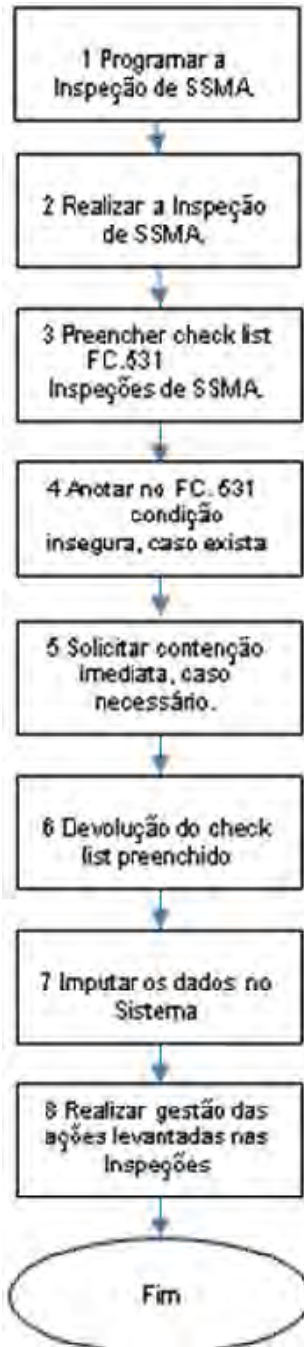 1 Programar a
Inspeção de SSMA.
2 Realizar a Inspeção
de SSMA.
3 Preencher check list
FC.531
Inspeções de SSMA.
4 Anotar no FC. 531
condição
insegura, caso exista
5 Solicitar contenção
imediata, caso
necessário.
6 Devolução do check
list preenchido
7 Imputar os dados no
Sistema
8 Realizar gestão das
ações levantadas nas
Inspeções
Fim